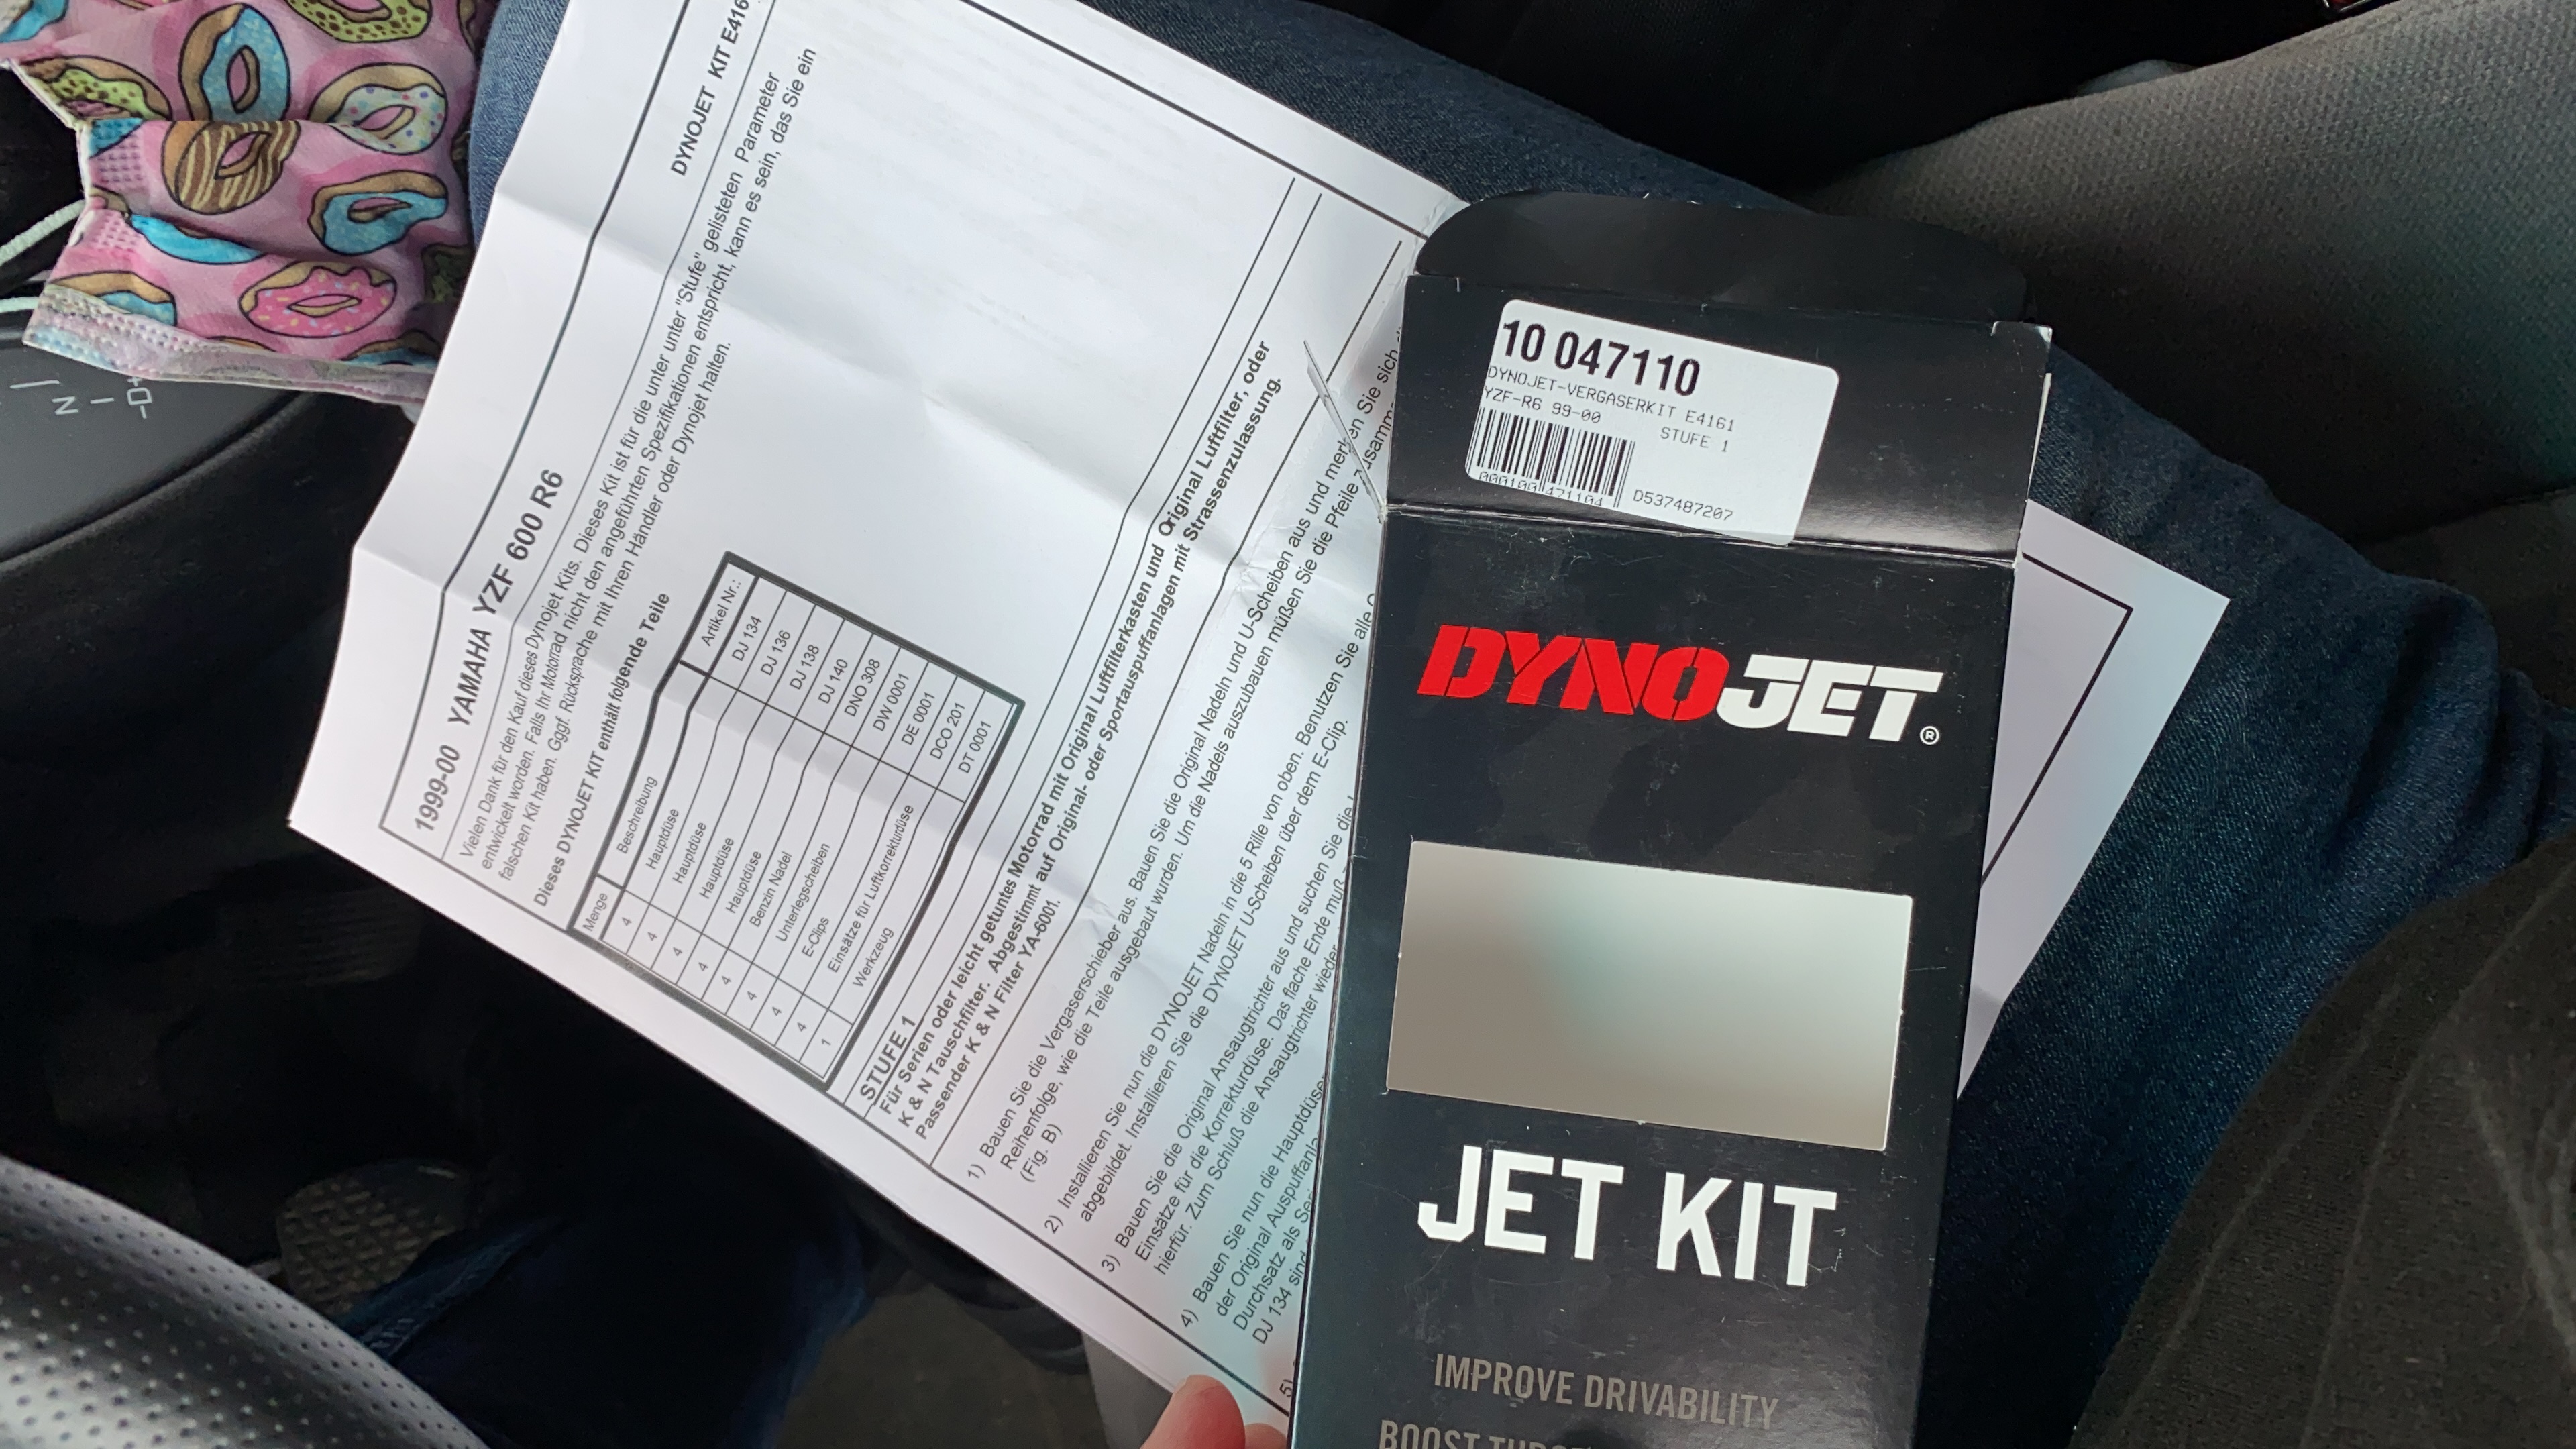 1999-00 YAMAHA YZF 600 R6
DYNOJET KIT E416
Vielen Dank für den Kauf dieses Dynojet Kits. Dieses Kit ist für die unter unter "Stufe" gelisteten Parameter
entwickelt worden. Falls Ihr Motorrad nicht den angeführten Spezifikationen entspricht, kann es sein, das Sie ein
falschen Kit haben. Gggf. Rücksprache mit Ihren Händler oder Dynojet halten.
Dieses DYNOJET KIT enthält folgende Teile
Menge Beschreibung Artikel Nr.:
4 Hauptdüse DJ 134
4 Hauptdüse DJ 136
4 Hauptdüse DJ 138
4 Hauptdüse DJ 140
4 Benzin Nadel DNO 308
4 Unterlegscheiben DW 0001
4 E-Clips DE 0001
4 Einsätze für Luftkorrekturdüse DCO 201
1 Werkzeug DT 0001
STUFE 1
Für Serien oder leicht getuntes Motorrad mit Original Luftfilterkasten und Original Luftfilter, oder
K & N Tauschfilter. Abgestimmt auf Original- oder Sportauspuffanlagen mit Strassenzulassung.
Passender K & N Filter YA-6001.
1) Bauen Sie die Vergaserschieber aus. Bauen Sie die Original Nadeln und U-Scheiben aus und merken Sie sich
Reihenfolge, wie die Teile ausgebaut wurden. Um die Nadels auszubauen müßen Sie die Pfeile
(Fig. B)
2) Installieren Sie nun die DYNOJET Nadeln in die 5 Rille von oben. Benutzen Sie alle
abgebildet. Installieren Sie die DYNOJET U-Scheiben über dem E-Clip.
3) Bauen Sie die Original Ansaugtrichter aus und suchen Sie die
Einsätze für die Korrekturdüse. Das flache Ende muß
hierfür. Zum Schluß die Ansaugtrichter wieder
4) Bauen Sie nun die Hauptdüse
der Original
Durchsatz als
DJ 134 sind
5)
10 047110
DYNOJET-VERGASERKIT E4161
YZF-R6 99-00
STUFE 1
D537487207
DYNOJET®
JET KIT
IMPROVE DRIVABILITY
BOOST
N